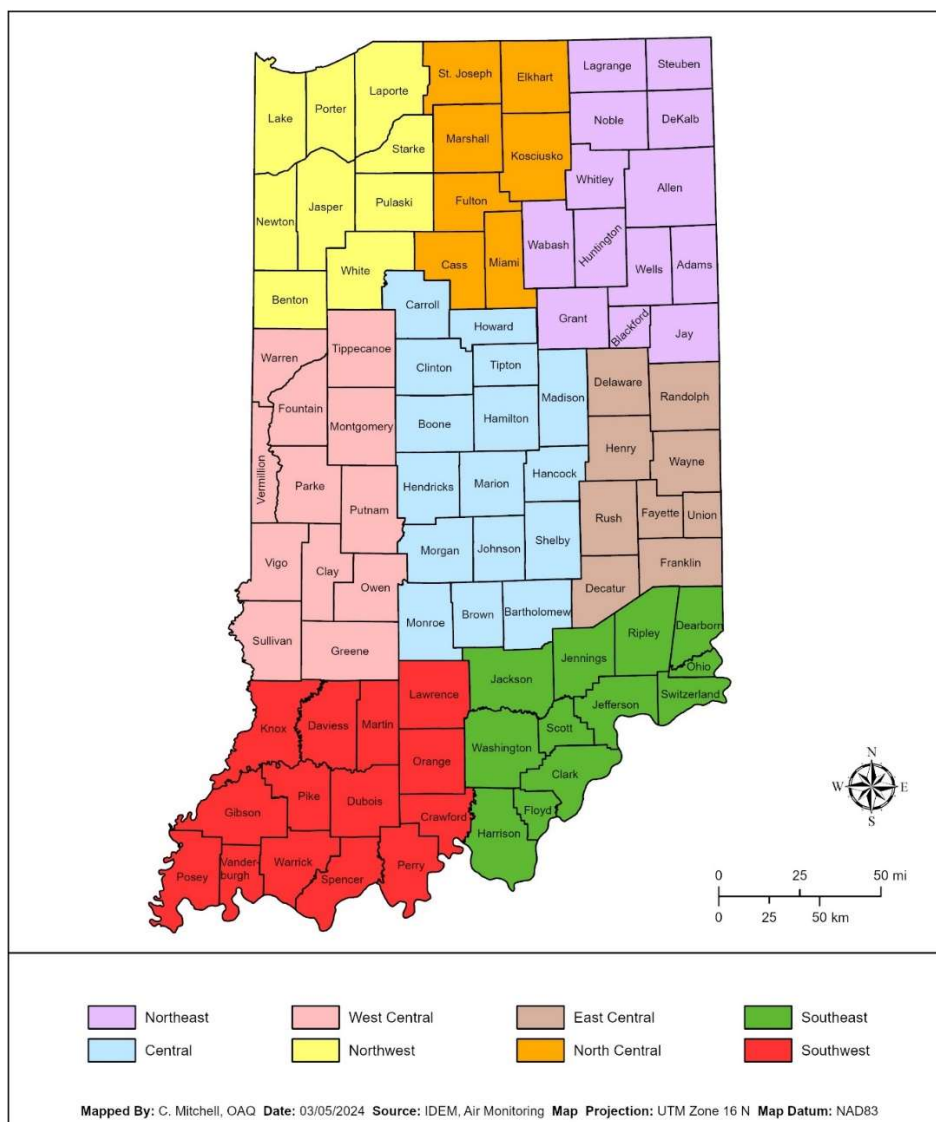 St. Joseph
Elkhart
Lagrange
Steuben
Lake
Porter
Laporte
Noble
DeKalb
Marshall
Starke
Kosciusko
Whitley
Allen
Newton
Jasper
Pulaski
Fulton
Wabash
Huntington
White
Cass
Miami
Wells
Adams
Benton
Carroll
Grant
Blackford
Jay
Howard
Warren
Tippecanoe
Clinton
Tipton
Delaware
Randolph
Fountain
Montgomery
Boone
Hamilton
Madison
Henry
Wayne
Vermillion
Parke
Putnam
Hendricks
Marion
Hancock
Rush
Fayette
Union
Vigo
Clay
Owen
Morgan
Johnson
Shelby
Decatur
Franklin
Sullivan
Greene
Monroe
Brown
Bartholomew
Jennings
Ripley
Dearborn
Ohio
Knox
Daviess
Martin
Lawrence
Jackson
Jefferson
Switzerland
Washington
Scott
Orange
Clark
Gibson
Pike
Dubois
Crawford
Harrison
Floyd
Posey
Vander-
burgh
Warrick
Spencer
Perry
N
W E
S
0 25 50 mi
0 25 50 km
Northeast West Central East Central Southeast
Central Northwest North Central Southwest
Mapped By: C. Mitchell, OAQ Date: 03/05/2024 Source: IDEM, Air Monitoring Map Projection: UTM Zone 16 N Map Datum: NAD83